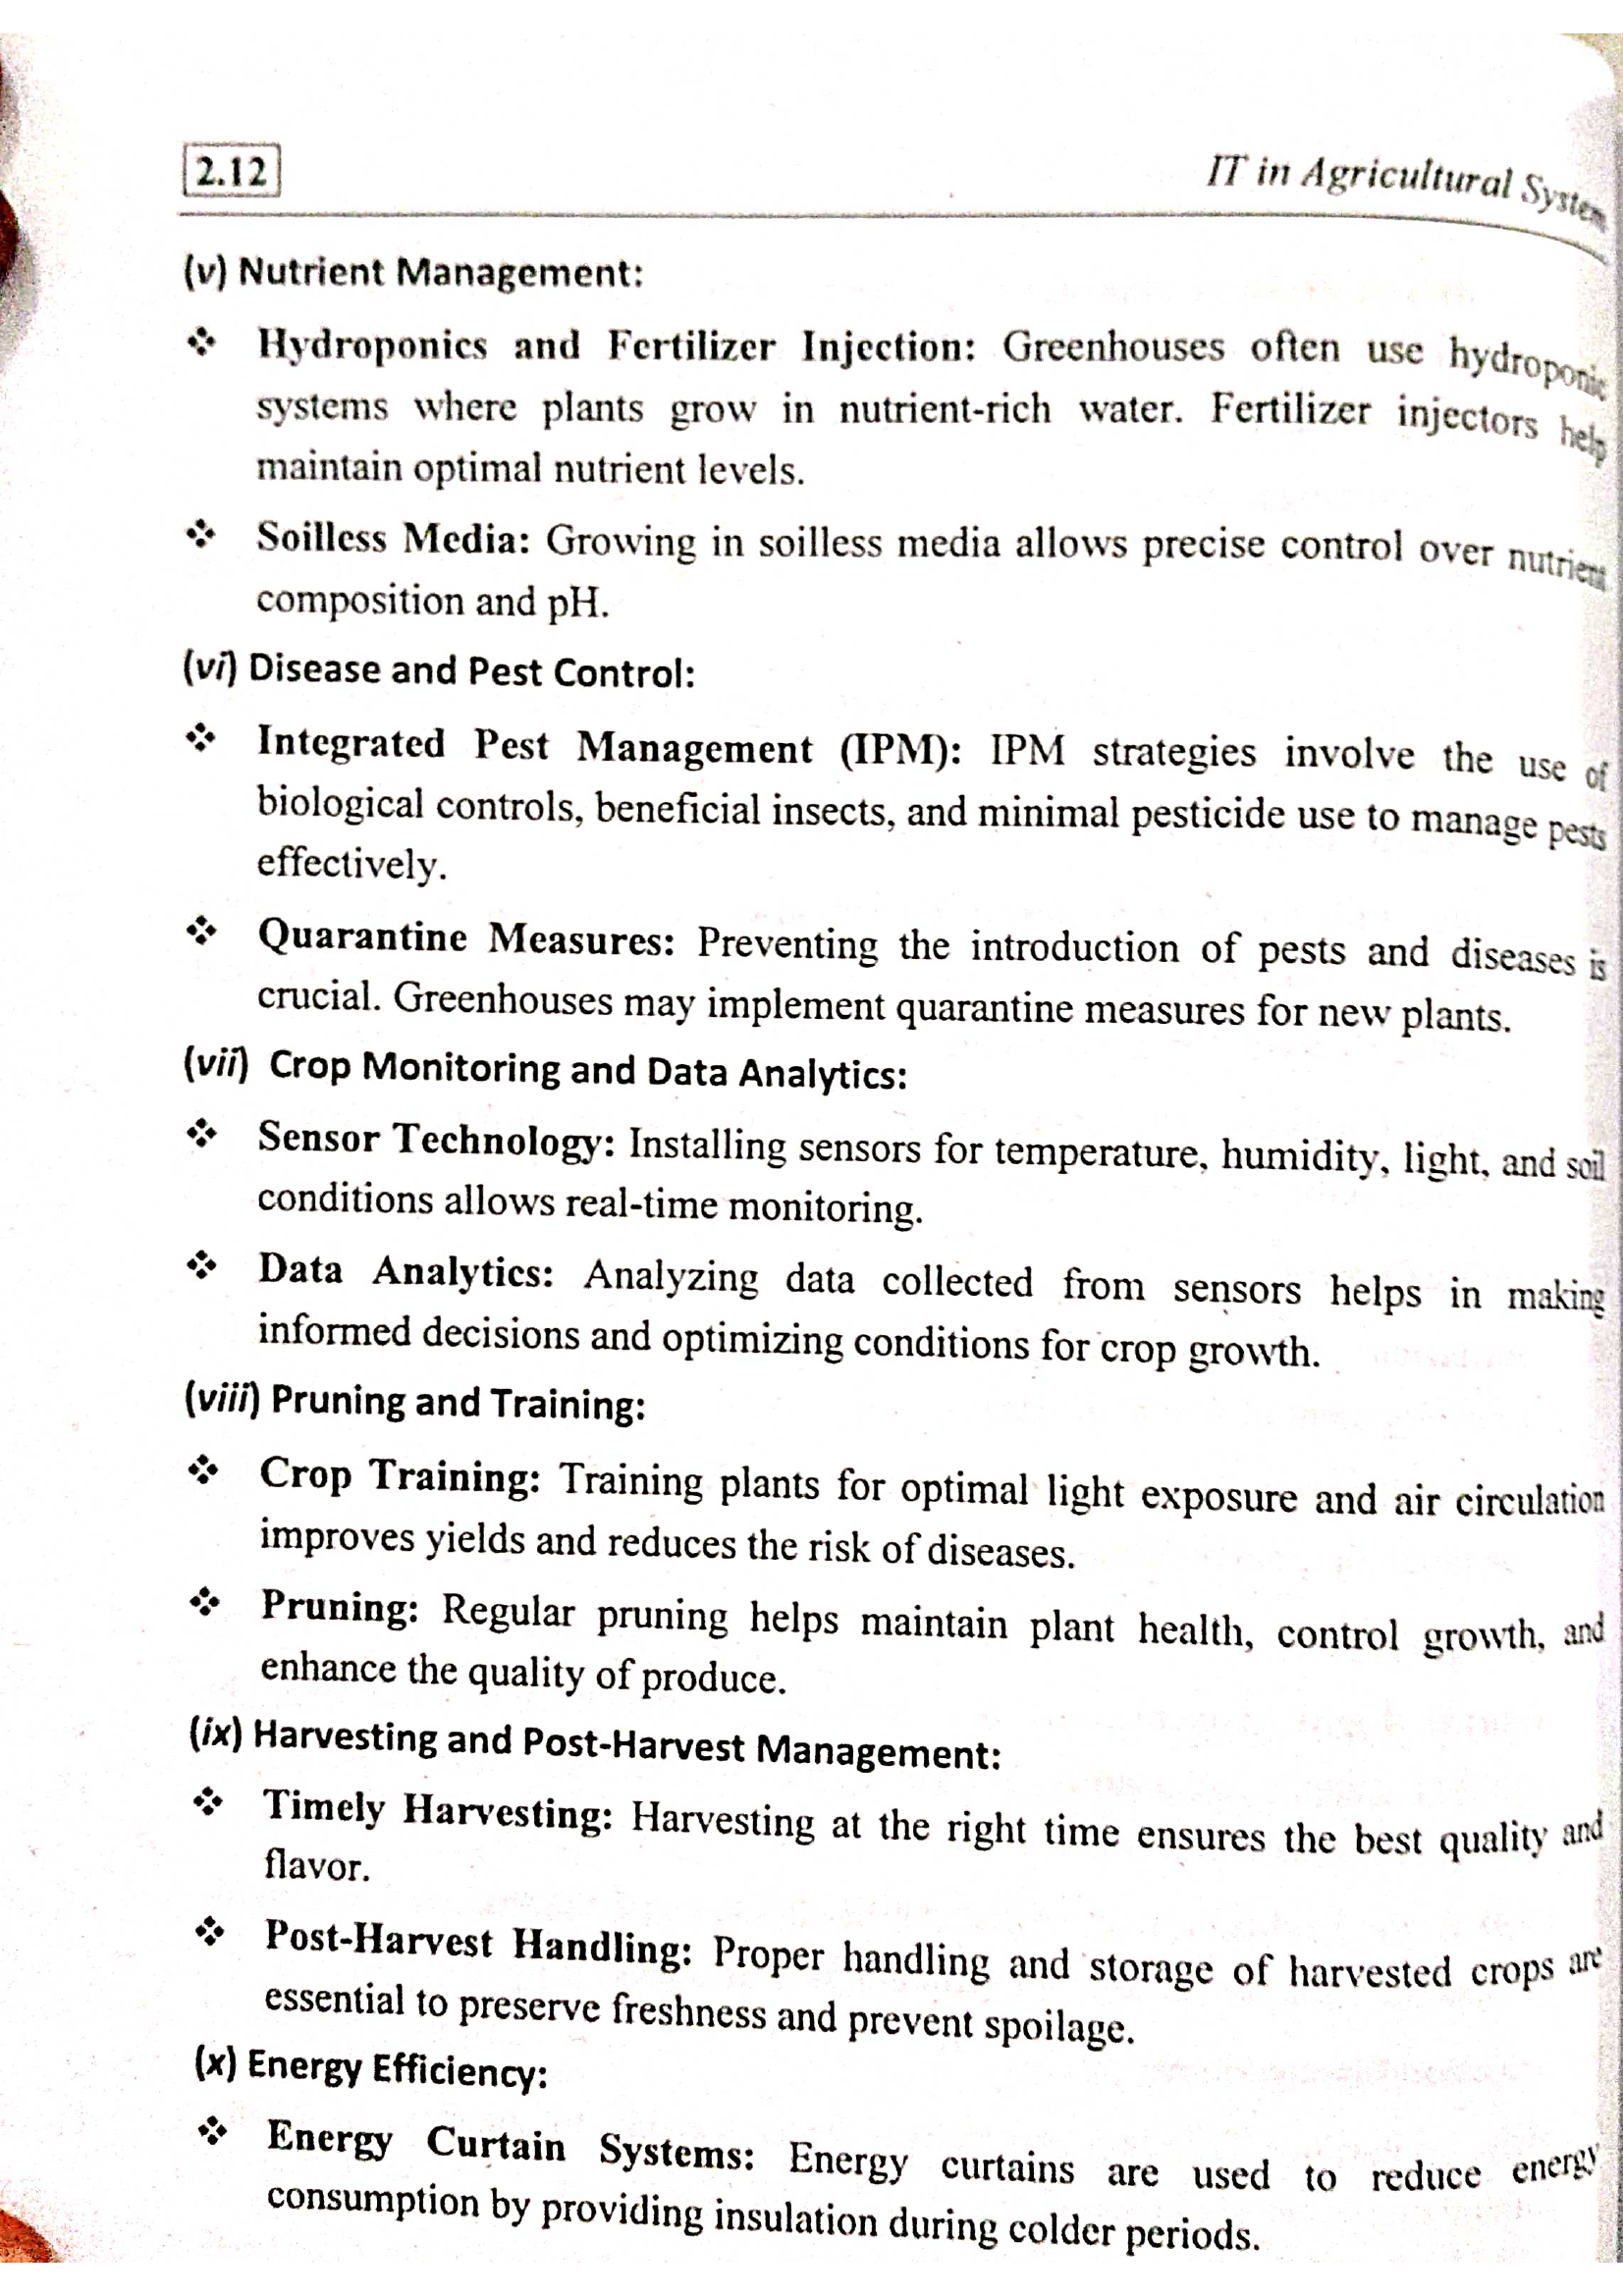 2.12
IT in Agricultural System
(v) Nutrient Management:
❖ Hydroponics and Fertilizer Injection: Greenhouses often use hydroponic
systems where plants grow in nutrient-rich water. Fertilizer injectors help
maintain optimal nutrient levels.
❖ Soilless Media: Growing in soilless media allows precise control over nutrient
composition and pH.
(vi) Disease and Pest Control:
❖ Integrated Pest Management (IPM): IPM strategies involve the use of
biological controls, beneficial insects, and minimal pesticide use to manage pests
effectively.
❖ Quarantine Measures: Preventing the introduction of pests and diseases is
crucial. Greenhouses may implement quarantine measures for new plants.
(vii) Crop Monitoring and Data Analytics:
❖ Sensor Technology: Installing sensors for temperature, humidity, light, and soil
conditions allows real-time monitoring.
❖ Data Analytics: Analyzing data collected from sensors helps in making
informed decisions and optimizing conditions for crop growth.
(viii) Pruning and Training:
❖ Crop Training: Training plants for optimal light exposure and air circulation
improves yields and reduces the risk of diseases.
❖ Pruning: Regular pruning helps maintain plant health, control growth, and
enhance the quality of produce.
(ix) Harvesting and Post-Harvest Management:
❖ Timely Harvesting: Harvesting at the right time ensures the best quality and
flavor.
❖ Post-Harvest Handling: Proper handling and storage of harvested crops are
essential to preserve freshness and prevent spoilage.
(x) Energy Efficiency:
❖ Energy Curtain Systems: Energy curtains are used to reduce energy
consumption by providing insulation during colder periods.